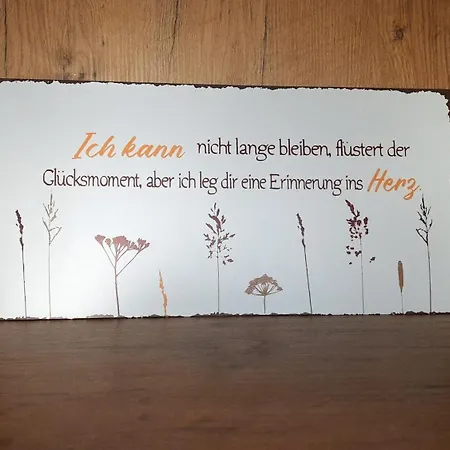 Ich kann nicht lange bleiben, flüstert der
Glücksmoment, aber ich leg dir eine Erinnerung ins Herz.